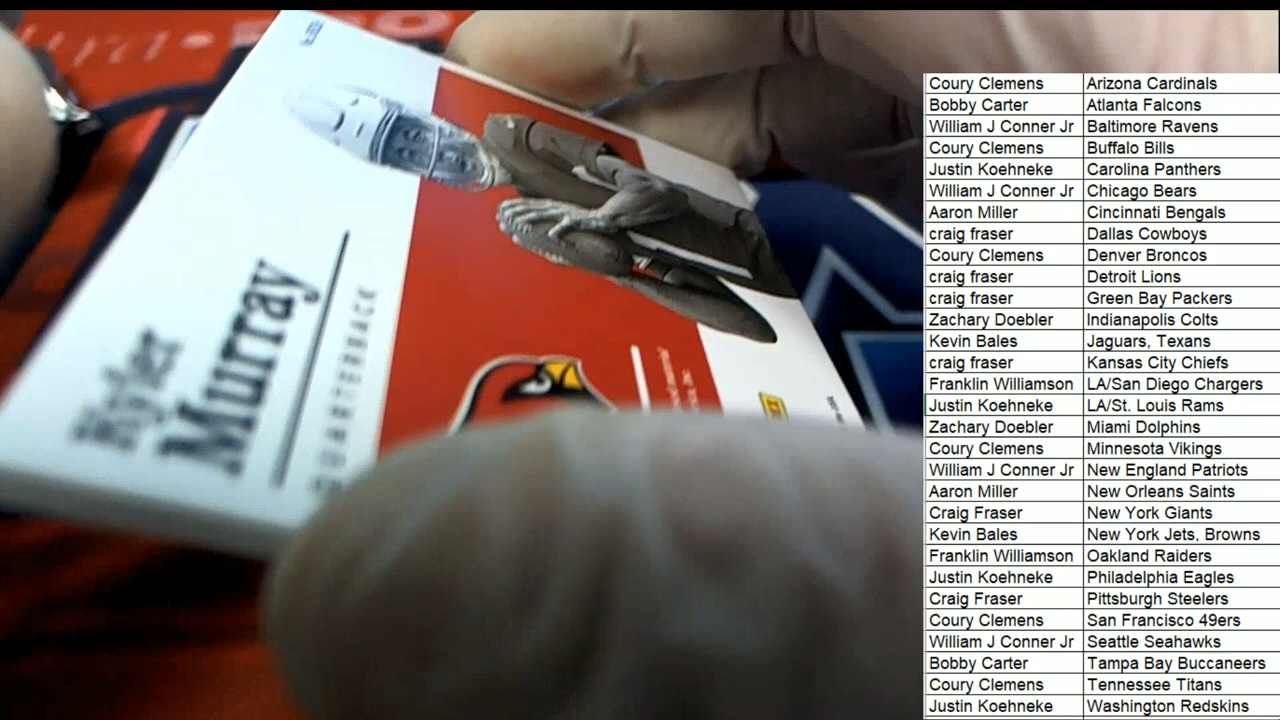 Kyler
Murray
QUARTERBACK
Coury Clemens Arizona Cardinals
Bobby Carter Atlanta Falcons
William J Conner Jr Baltimore Ravens
Coury Clemens Buffalo Bills
Justin Koehneke Carolina Panthers
William J Conner Jr Chicago Bears
Aaron Miller Cincinnati Bengals
craig fraser Dallas Cowboys
Coury Clemens Denver Broncos
craig fraser Detroit Lions
craig fraser Green Bay Packers
Zachary Doebler Indianapolis Colts
Kevin Bales Jaguars, Texans
craig fraser Kansas City Chiefs
Franklin Williamson LA/San Diego Chargers
Justin Koehneke LA/St. Louis Rams
Zachary Doebler Miami Dolphins
Coury Clemens Minnesota Vikings
William J Conner Jr New England Patriots
Aaron Miller New Orleans Saints
Craig Fraser New York Giants
Kevin Bales New York Jets, Browns
Franklin Williamson Oakland Raiders
Justin Koehneke Philadelphia Eagles
Craig Fraser Pittsburgh Steelers
Coury Clemens San Francisco 49ers
William J Conner Jr Seattle Seahawks
Bobby Carter Tampa Bay Buccaneers
Coury Clemens Tennessee Titans
Justin Koehneke Washington Redskins